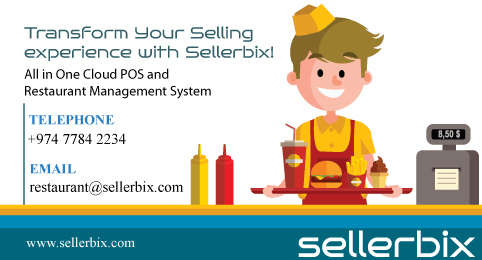 Transform Your Selling
experience with Sellerbix!
All in One Cloud POS and
Restaurant Management System
TELEPHONE
+974 7784 2234
EMAIL
restaurant@sellerbix.com
8,50 $
www.sellerbix.com
sellerbix